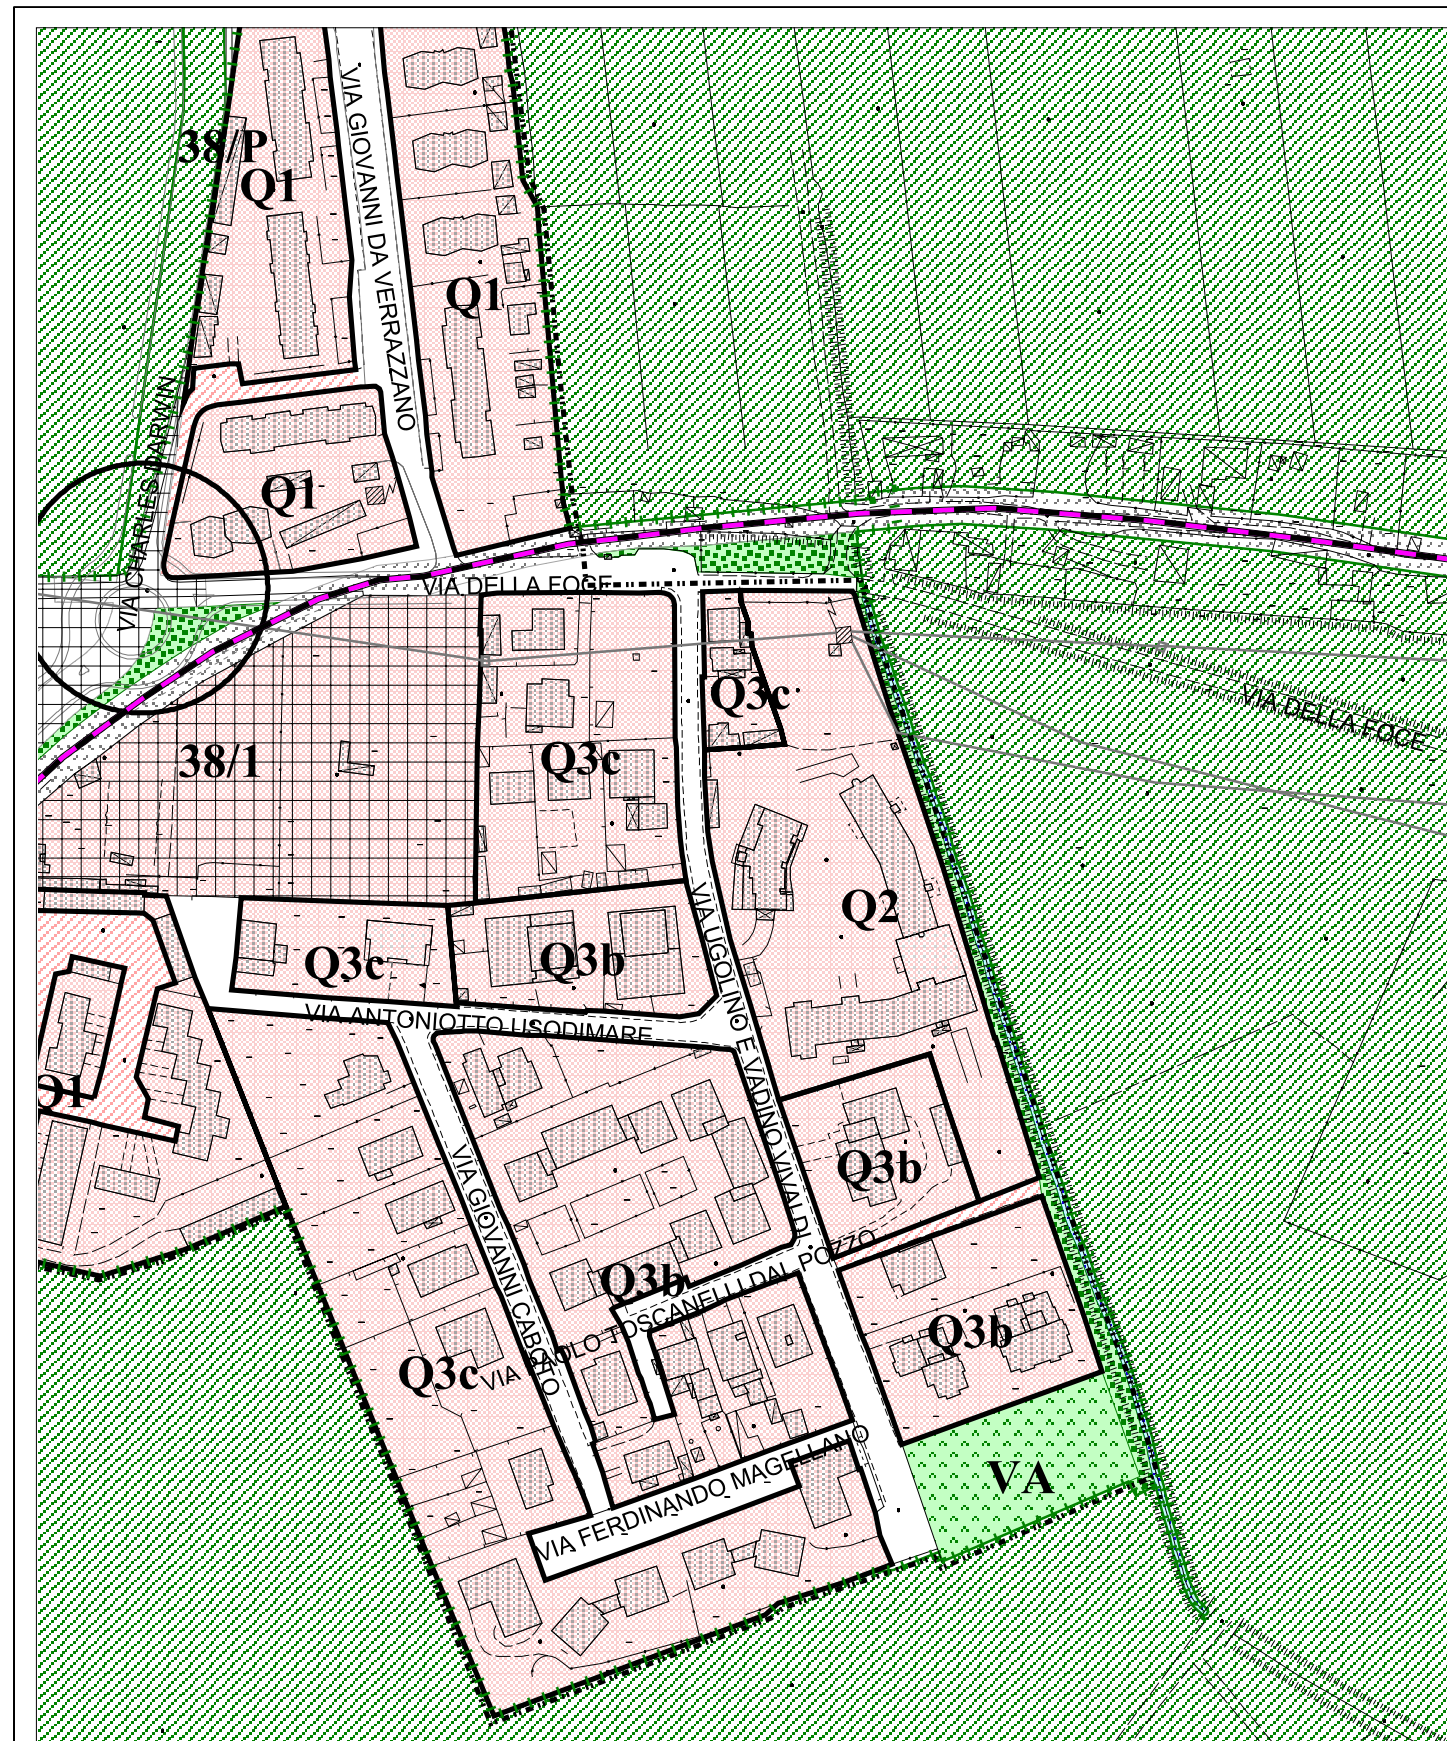 VIA GIOVANNI DA VERRAZZANO
38/P
Q1
Q1
VIA CHARLES DARWIN
Q1
VIA DELLA FOCE
Q3c
VIA DELLA FOCE
38/1
Q3c
Q2
VIA UGOLINO E VADINO VIVALDI
Q3c
Q3b
VIA ANTONIOTTO USODIMARE
Q1
Q3b
VIA GIOVANNI CABOTO
Q3b
VIA PAOLO TOSCANELLI DAL POZZO
Q3b
Q3c
VIA FERDINANDO MAGELLANO
VA